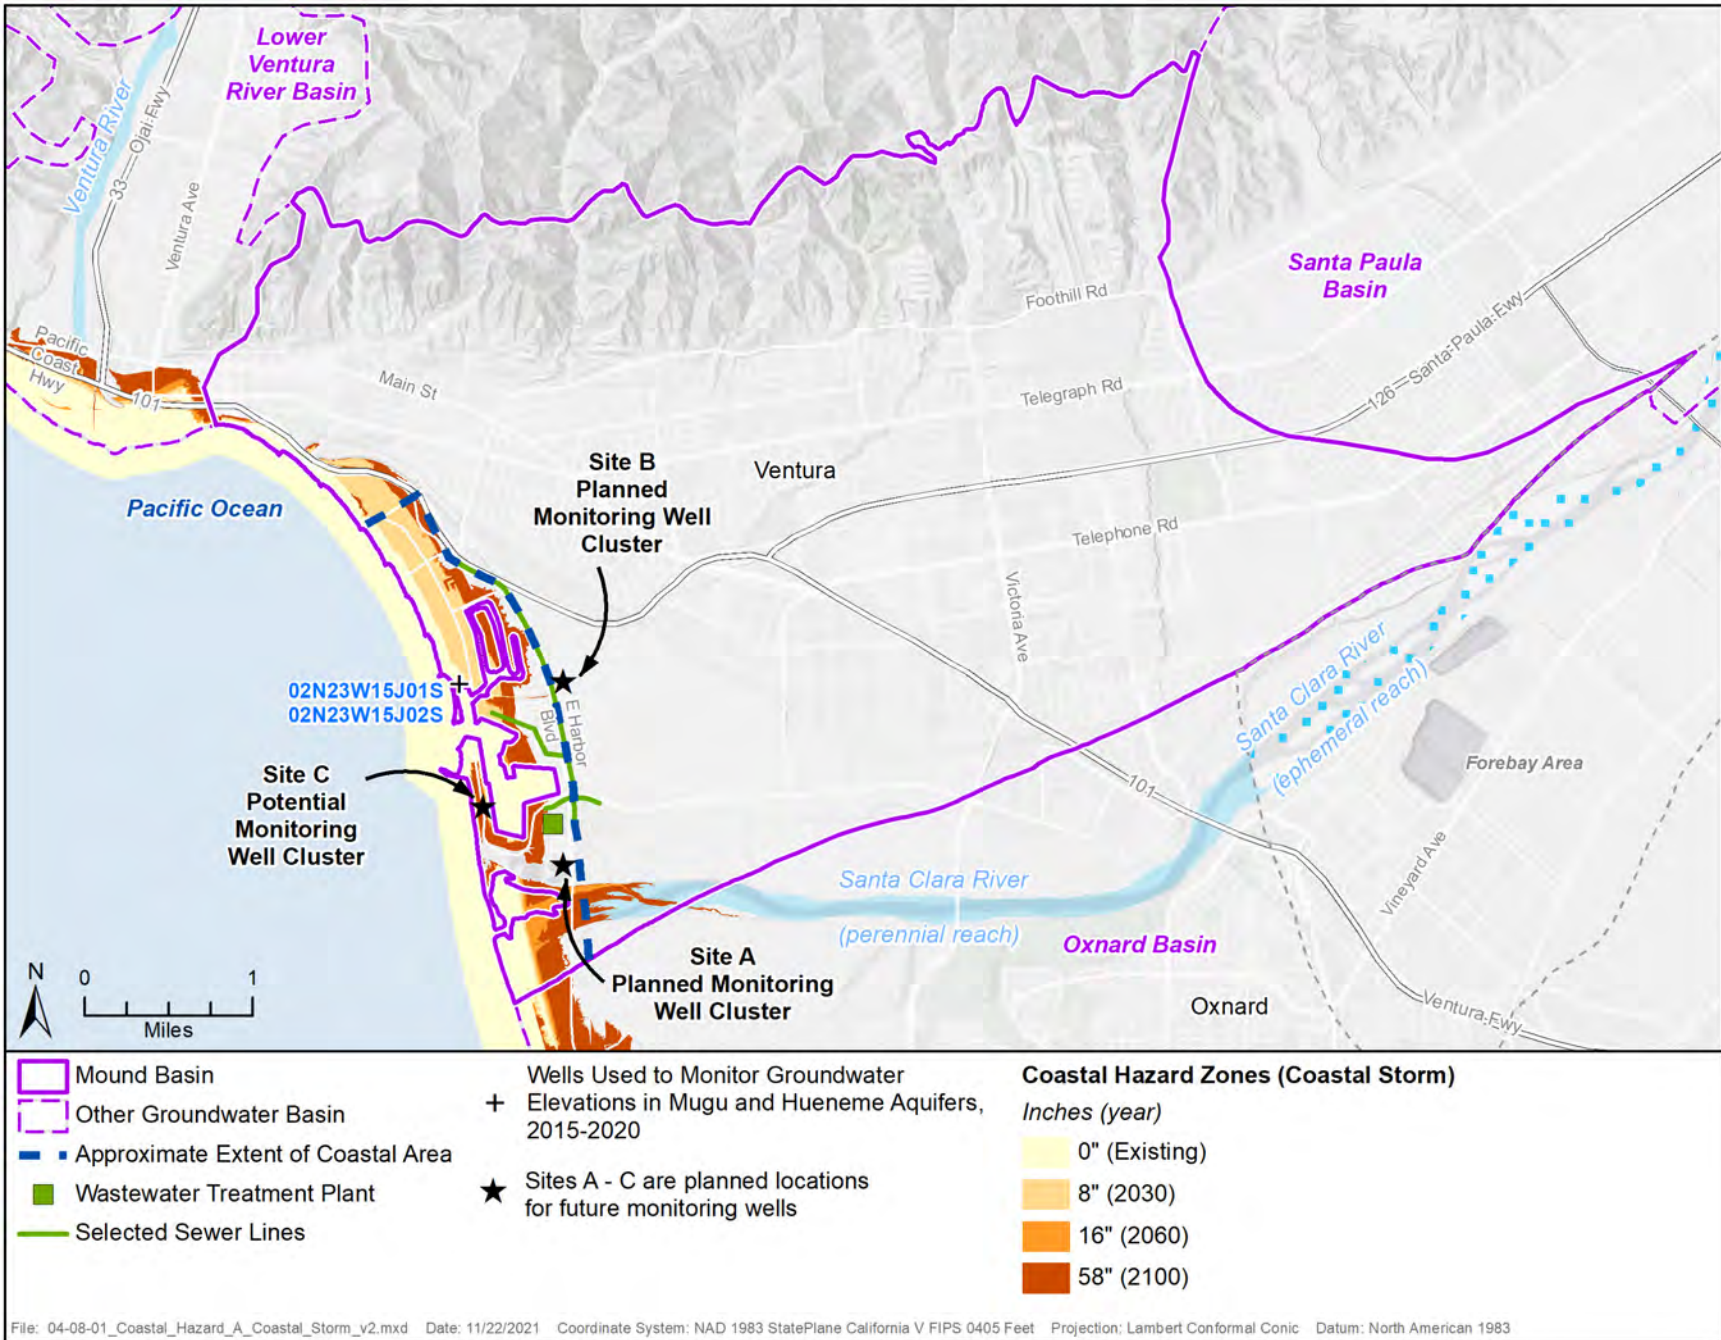 Lower
Ventura
River Basin
Ventura River
33
Ojai Fwy
Ventura Ave
Santa Paula
Basin
Foothill Rd
Pacific
Coast
Hwy
101
Main St
Telegraph Rd
126
Santa Paula Fwy
Pacific Ocean
Site B
Planned
Monitoring Well
Cluster
Ventura
Telephone Rd
Victoria Ave
02N23W15J01S
02N23W15J02S
E Harbor
Blvd
Santa Clara River
(ephemeral reach)
Forebay Area
Site C
Potential
Monitoring
Well Cluster
101
Vineyard Ave
Santa Clara River
(perennial reach)
Oxnard Basin
Site A
Planned Monitoring
Well Cluster
Oxnard
Ventura Fwy
N
0 1
Miles
Mound Basin
Other Groundwater Basin
Approximate Extent of Coastal Area
Wastewater Treatment Plant
Selected Sewer Lines
Wells Used to Monitor Groundwater
Elevations in Mugu and Hueneme Aquifers,
2015-2020
Sites A - C are planned locations
for future monitoring wells
Coastal Hazard Zones (Coastal Storm)
Inches (year)
0" (Existing)
8" (2030)
16" (2060)
58" (2100)
File: 04-08-01_Coastal_Hazard_A_Coastal_Storm_v2.mxd Date: 11/22/2021 Coordinate System: NAD 1983 StatePlane California V FIPS 0405 Feet Projection: Lambert Conformal Conic Datum: North American 1983